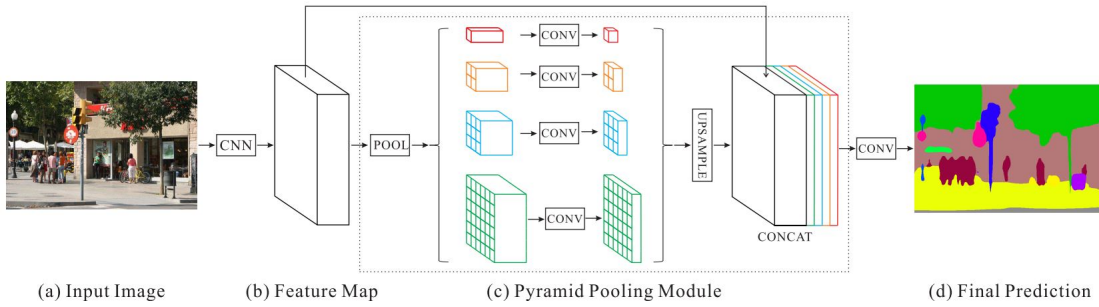 CNN
POOL
CONV
CONV
CONV
CONV
UPSAMPLE
CONCAT
CONV
(a) Input Image
(b) Feature Map
(c) Pyramid Pooling Module
(d) Final Prediction